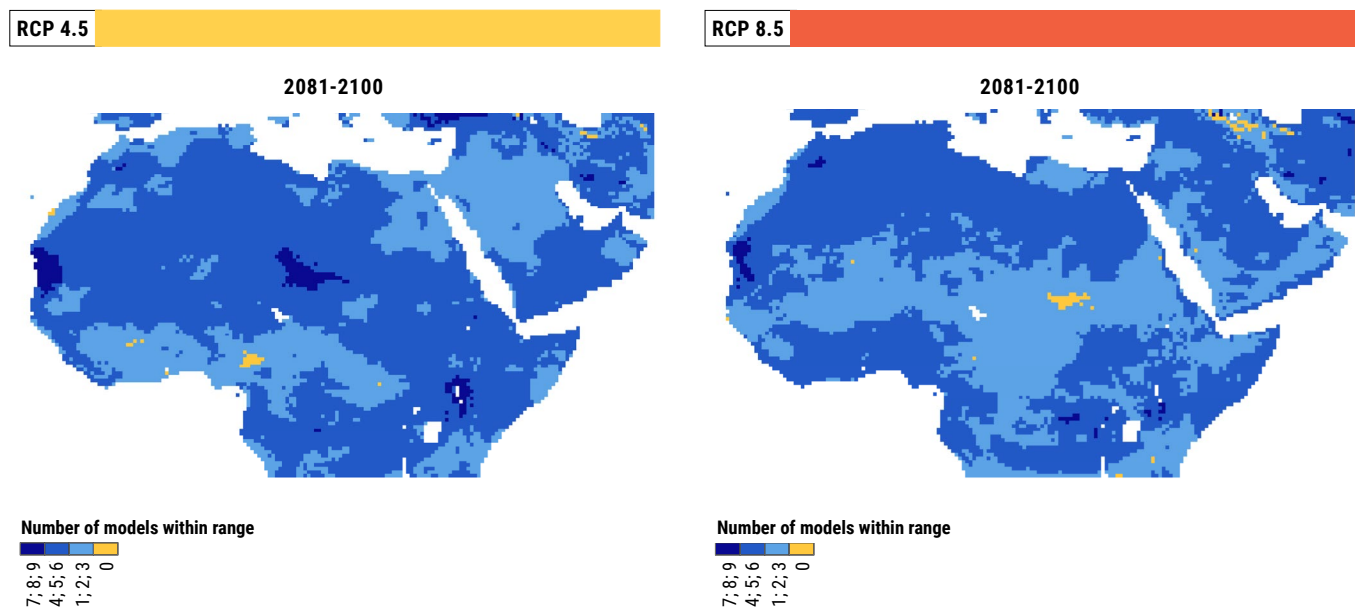 RCP 4.5
2081-2100
Number of models within range
7; 8; 9
4; 5; 6
1; 2; 3
0
RCP 8.5
2081-2100
Number of models within range
7; 8; 9
4; 5; 6
1; 2; 3
0